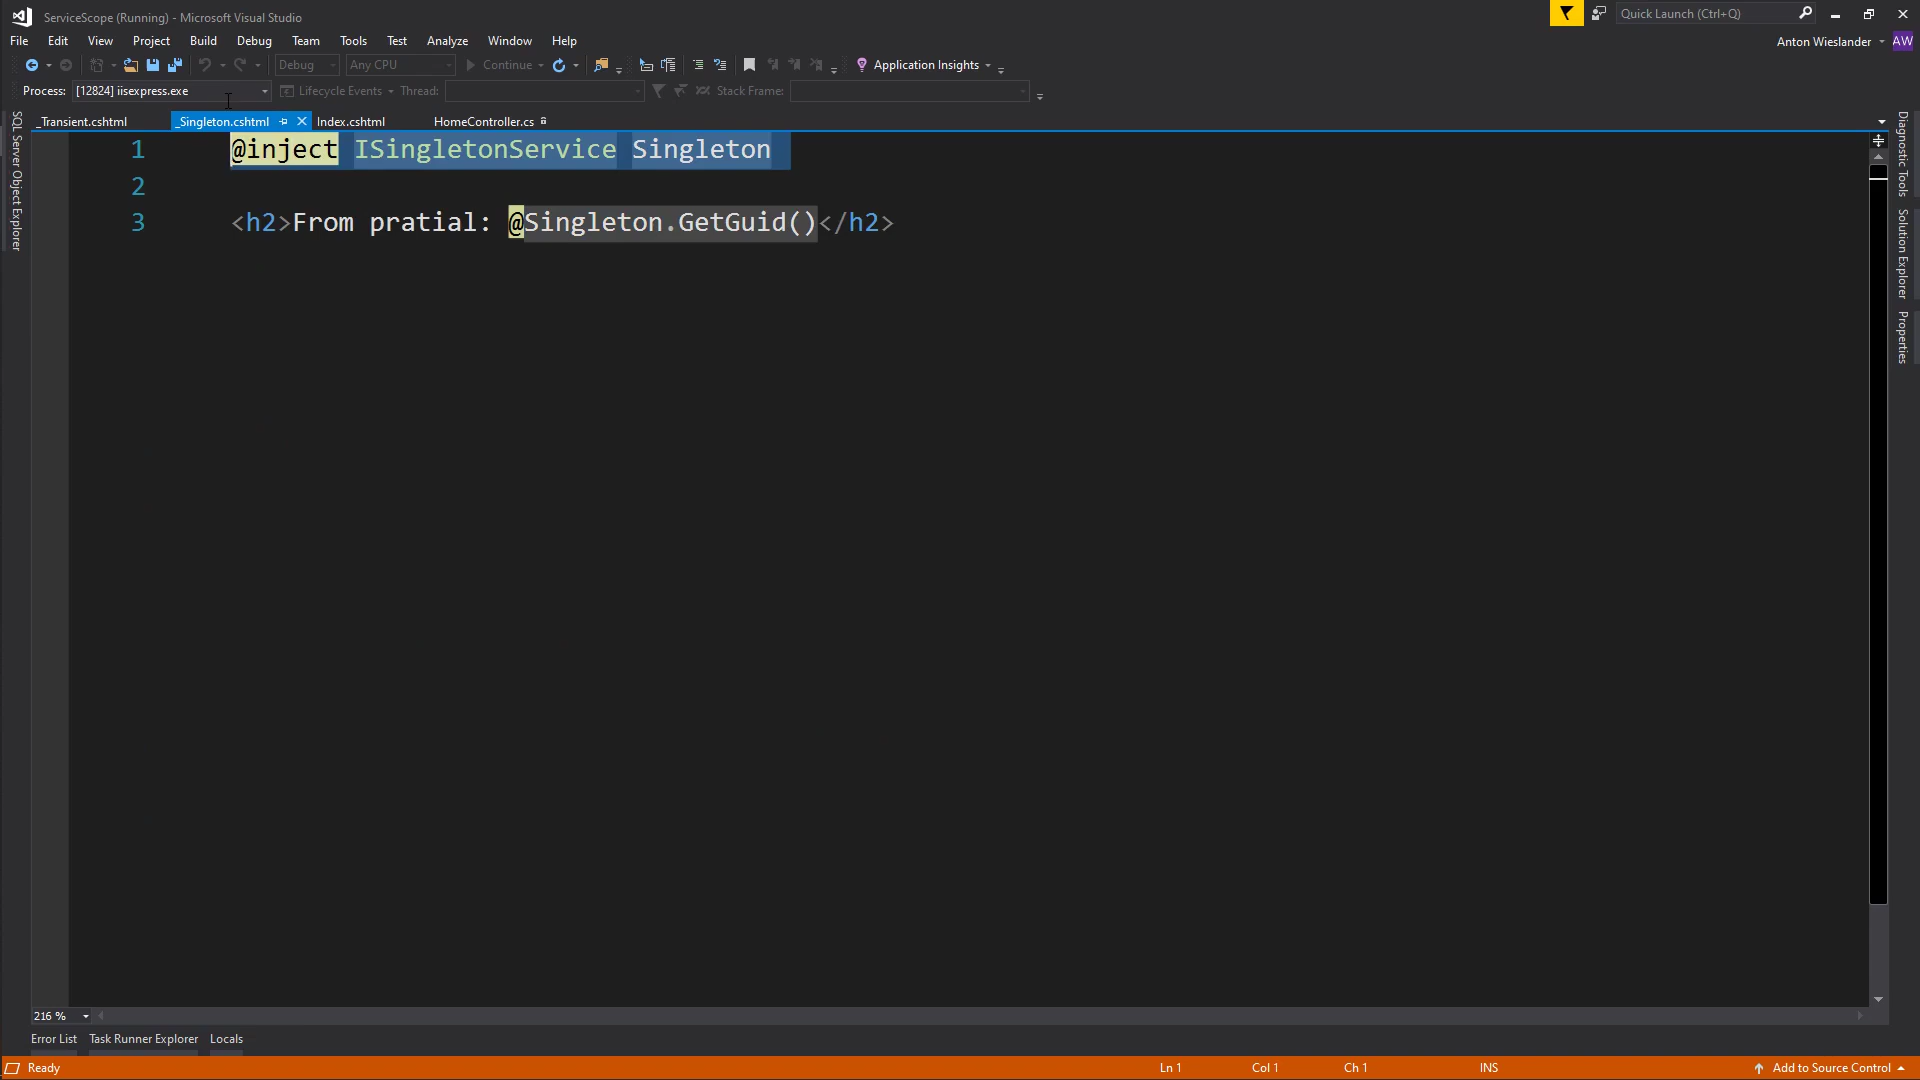 ServiceScope (Running) - Microsoft Visual Studio
Quick Launch (Ctrl+Q)
File Edit View Project Build Debug Team Tools Test Analyze Window Help
Anton Wieslander AW
Debug Any CPU Continue Application Insights
Process: [12824] iisexpress.exe Lifecycle Events Thread: Stack Frame:
_Transient.cshtml _Singleton.cshtml Index.cshtml HomeController.cs
SQL Server Object Explorer
Diagnostic Tools
Solution Explorer
Properties
1 @inject ISingletonService Singleton
2
3 <h2>From pratial: @Singleton.GetGuid()</h2>
216 %
Error List Task Runner Explorer Locals
Ready Ln 1 Col 1 Ch 1 INS Add to Source Control